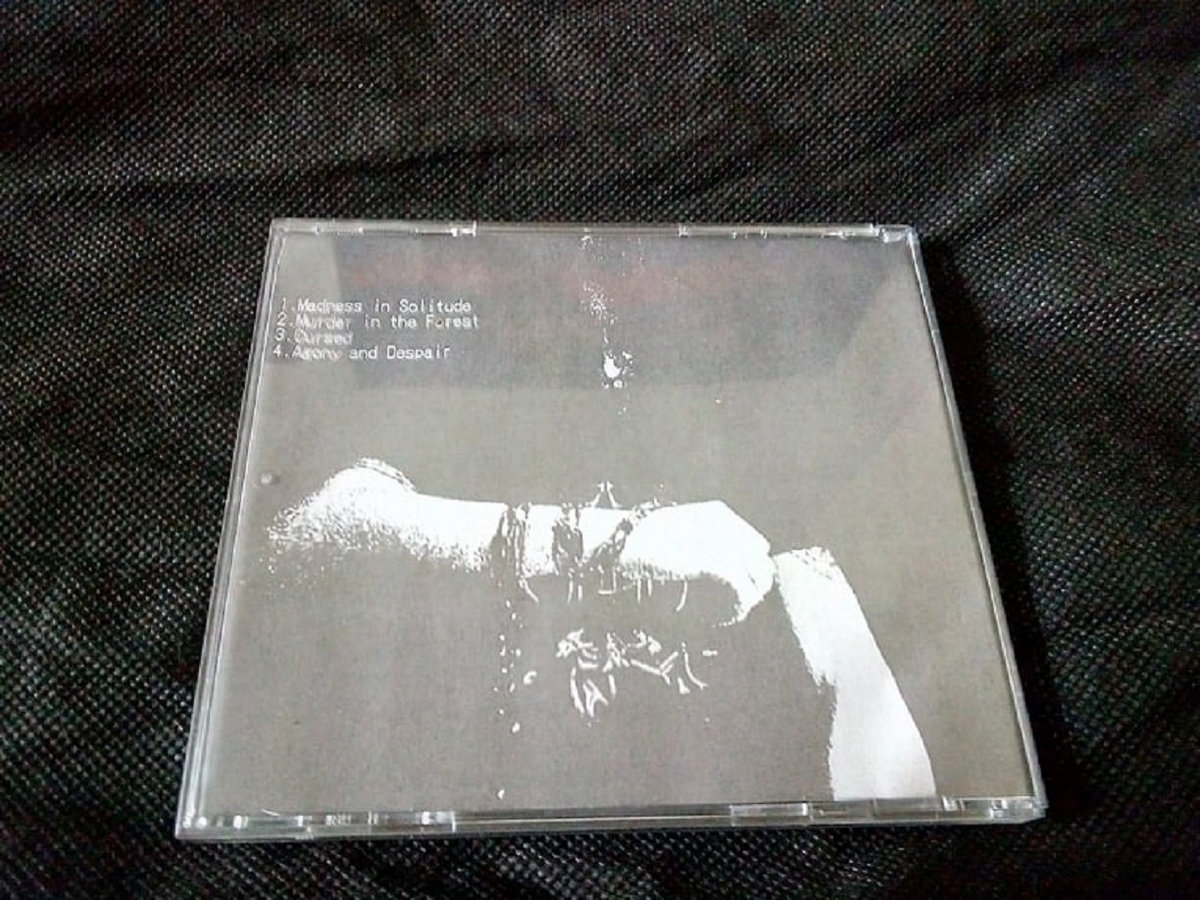 1.Madness in Solitude
2.Murder in the Forest
3.Cursed
4.Agony and Despair